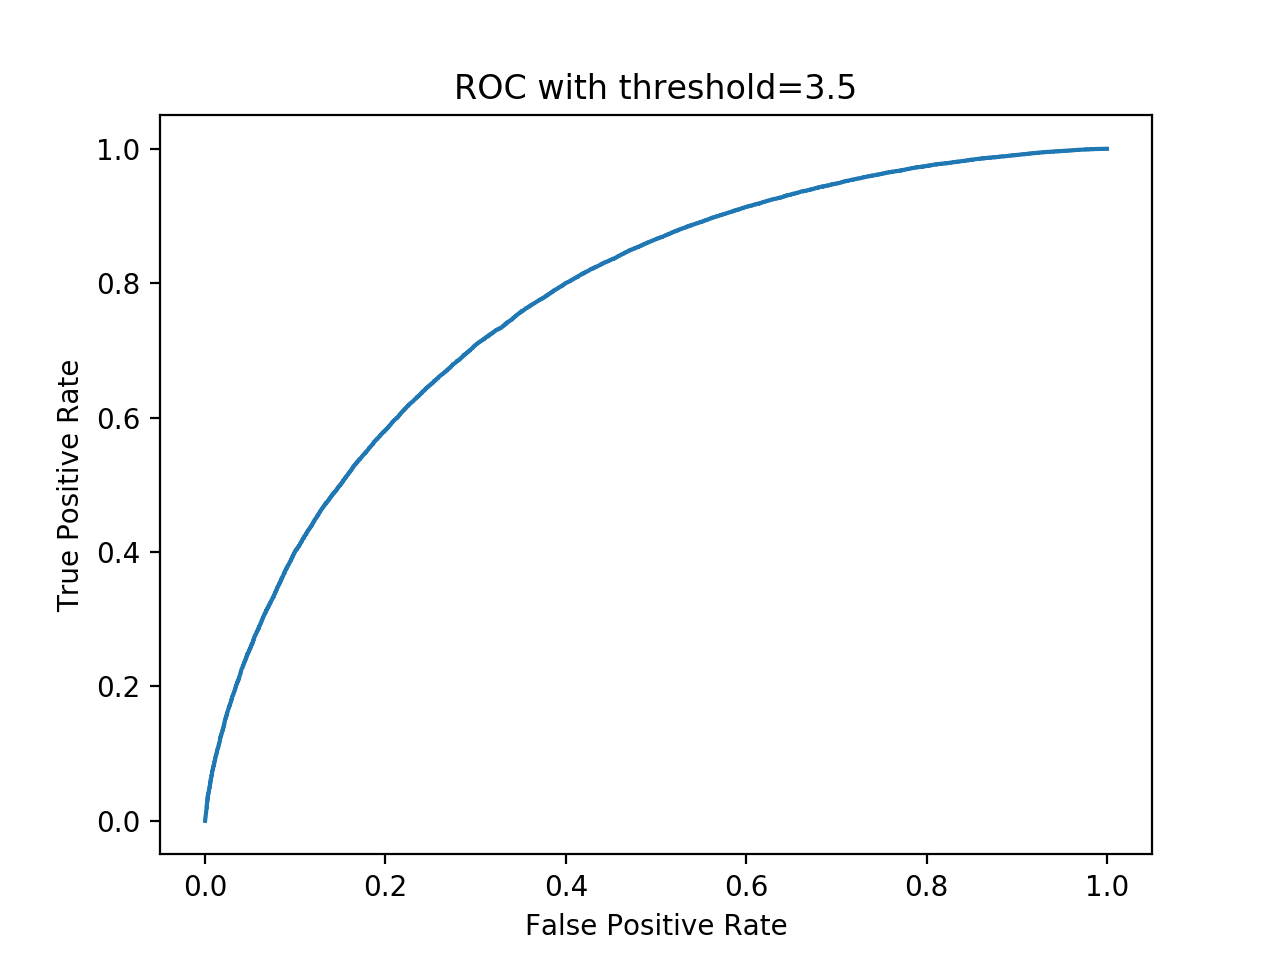 ROC with threshold=3.5
1.0
0.8
0.6
0.4
0.2
0.0
True Positive Rate
0.0 0.2 0.4 0.6 0.8 1.0
False Positive Rate